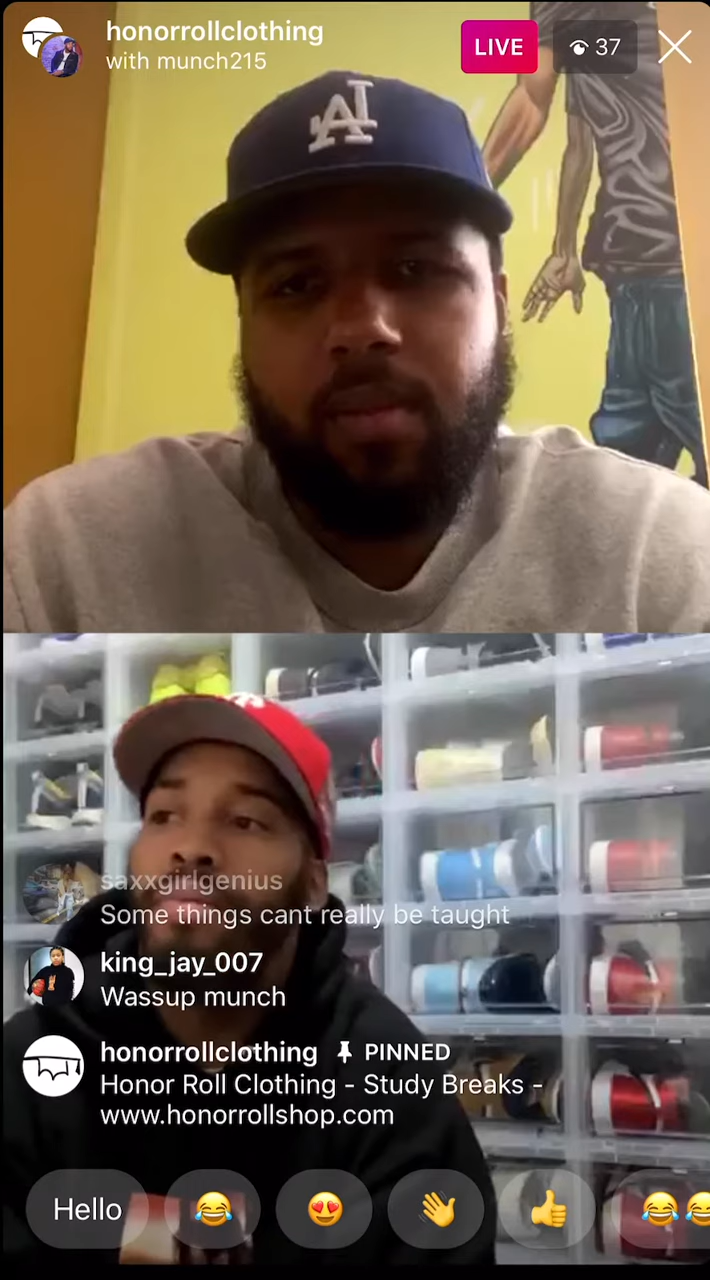 honorrollclothing
with munch215
LIVE
37
saxxgirlgenius
Some things cant really be taught
king_jay_007
Wassup munch
honorrollclothing PINNED
Honor Roll Clothing - Study Breaks -
www.honorrollshop.com
Hello